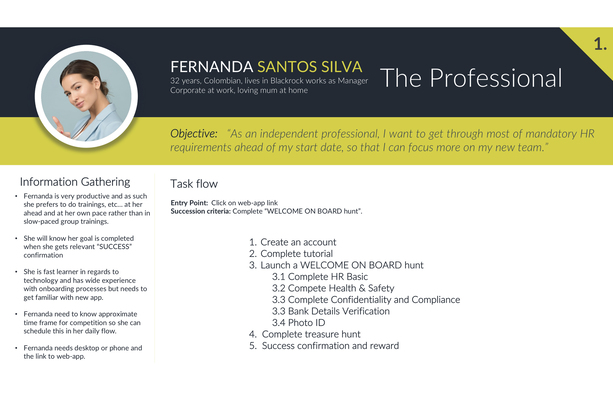 1.
FERNANDA SANTOS SILVA
32 years, Colombian, lives in Blackrock works as Manager
Corporate at work, loving mum at home
The Professional
Objective: “As an independent professional, I want to get through most of mandatory HR
requirements ahead of my start date, so that I can focus more on my new team.”
Information Gathering
• Fernanda is very productive and as such
she prefers to do trainings, etc... at her
ahead and at her own pace rather than in
slow-paced group trainings.
• She will know her goal is completed
when she gets relevant “SUCCESS”
confirmation
• She is fast learner in regards to
technology and has wide experience
with onboarding processes but needs to
get familiar with new app.
• Fernanda need to know approximate
time frame for competition so she can
schedule this in her daily flow.
• Fernanda needs desktop or phone and
the link to web-app.
Task flow
Entry Point: Click on web-app link
Succession criteria: Complete “WELCOME ON BOARD hunt”.
1. Create an account
2. Complete tutorial
3. Launch a WELCOME ON BOARD hunt
3.1 Complete HR Basic
3.2 Compete Health & Safety
3.3 Complete Confidentiality and Compliance
3.3 Bank Details Verification
3.4 Photo ID
4. Complete treasure hunt
5. Success confirmation and reward